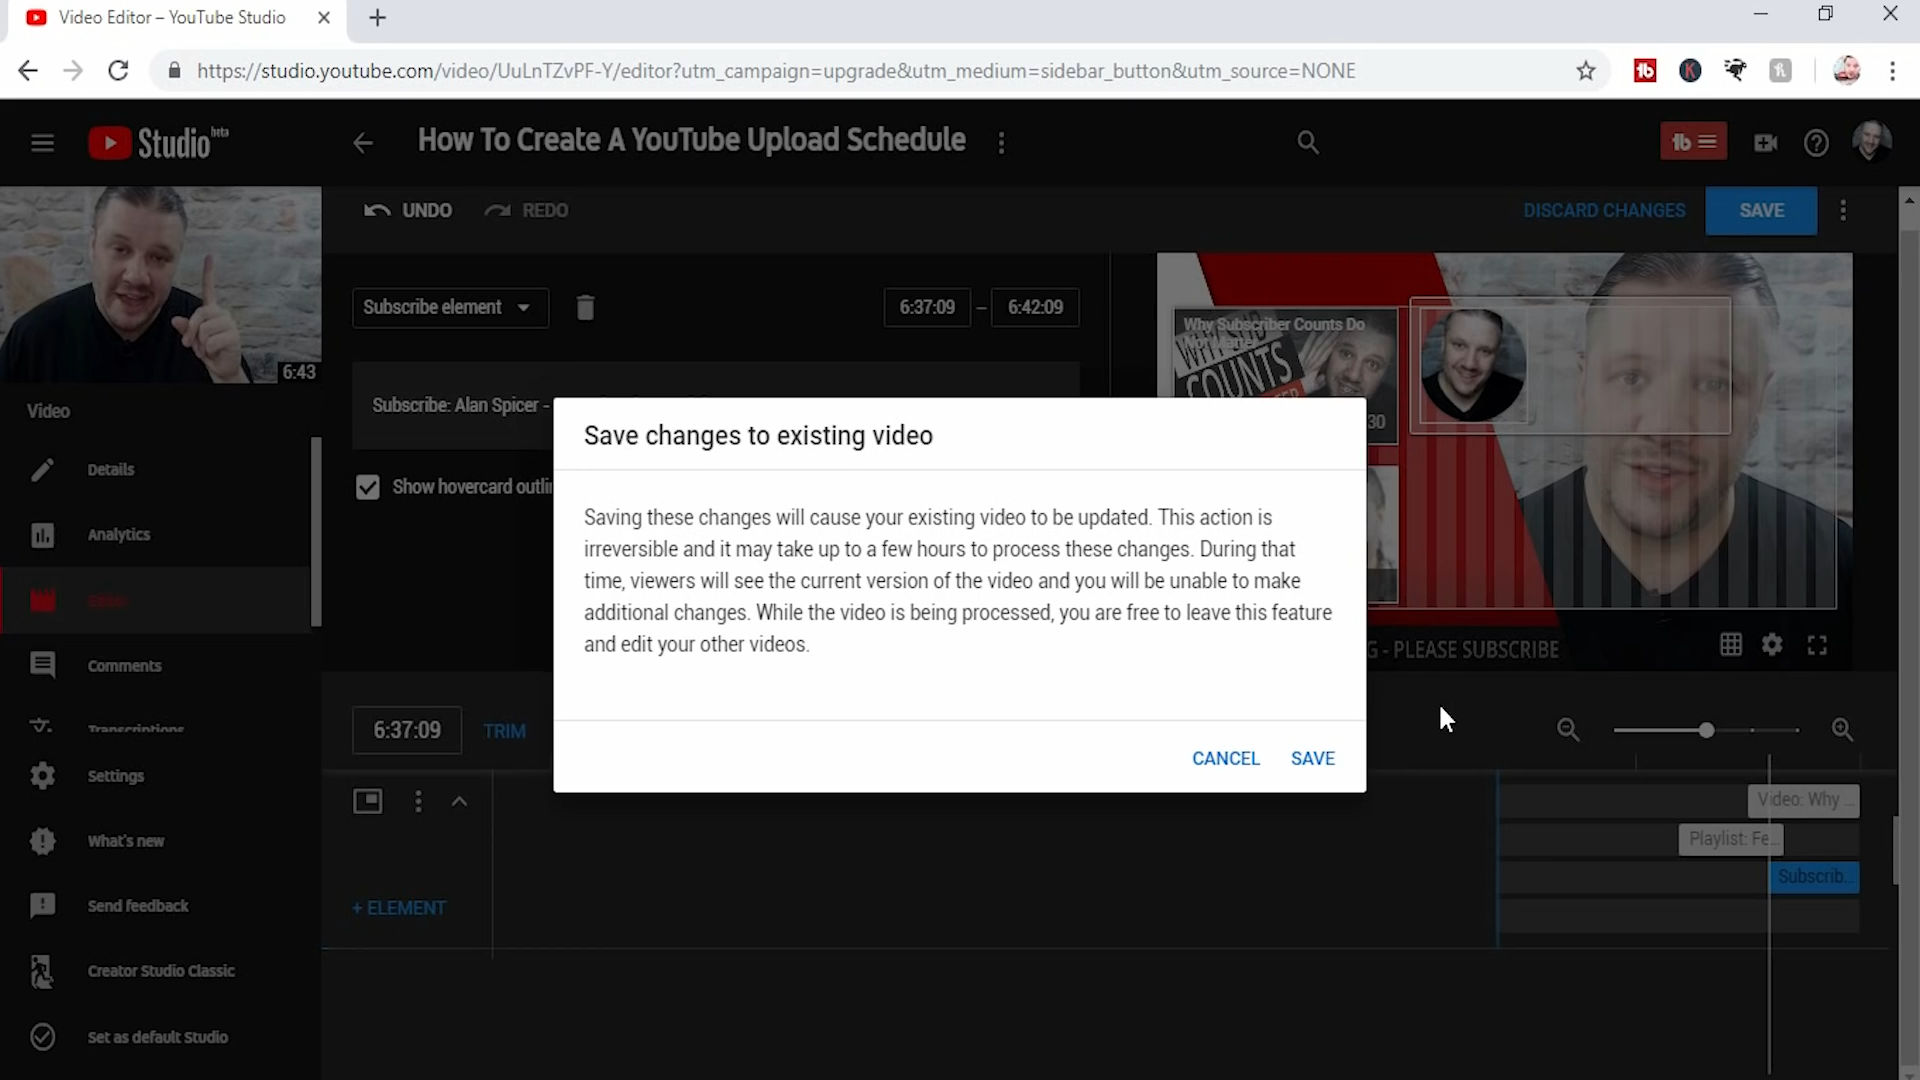 Video Editor – YouTube Studio
https://studio.youtube.com/video/UuLnTZvPF-Y/editor?utm_campaign=upgrade&utm_medium=sidebar_button&utm_source=NONE
Studio beta
How To Create A YouTube Upload Schedule
UNDO
REDO
DISCARD CHANGES
SAVE
6:43
Subscribe element
6:37:09 – 6:42:09
Subscribe: Alan Spicer -
Show hovercard outli
Why Subscriber Counts Do
COUNTS
30
G - PLEASE SUBSCRIBE
Video
Details
Analytics
Editor
Comments
Transcriptions
Settings
What's new
Send feedback
Creator Studio Classic
Set as default Studio
Save changes to existing video
Saving these changes will cause your existing video to be updated. This action is
irreversible and it may take up to a few hours to process these changes. During that
time, viewers will see the current version of the video and you will be unable to make
additional changes. While the video is being processed, you are free to leave this feature
and edit your other videos.
CANCEL
SAVE
6:37:09
TRIM
+ ELEMENT
Video: Why ...
Playlist: Fe...
Subscrib...